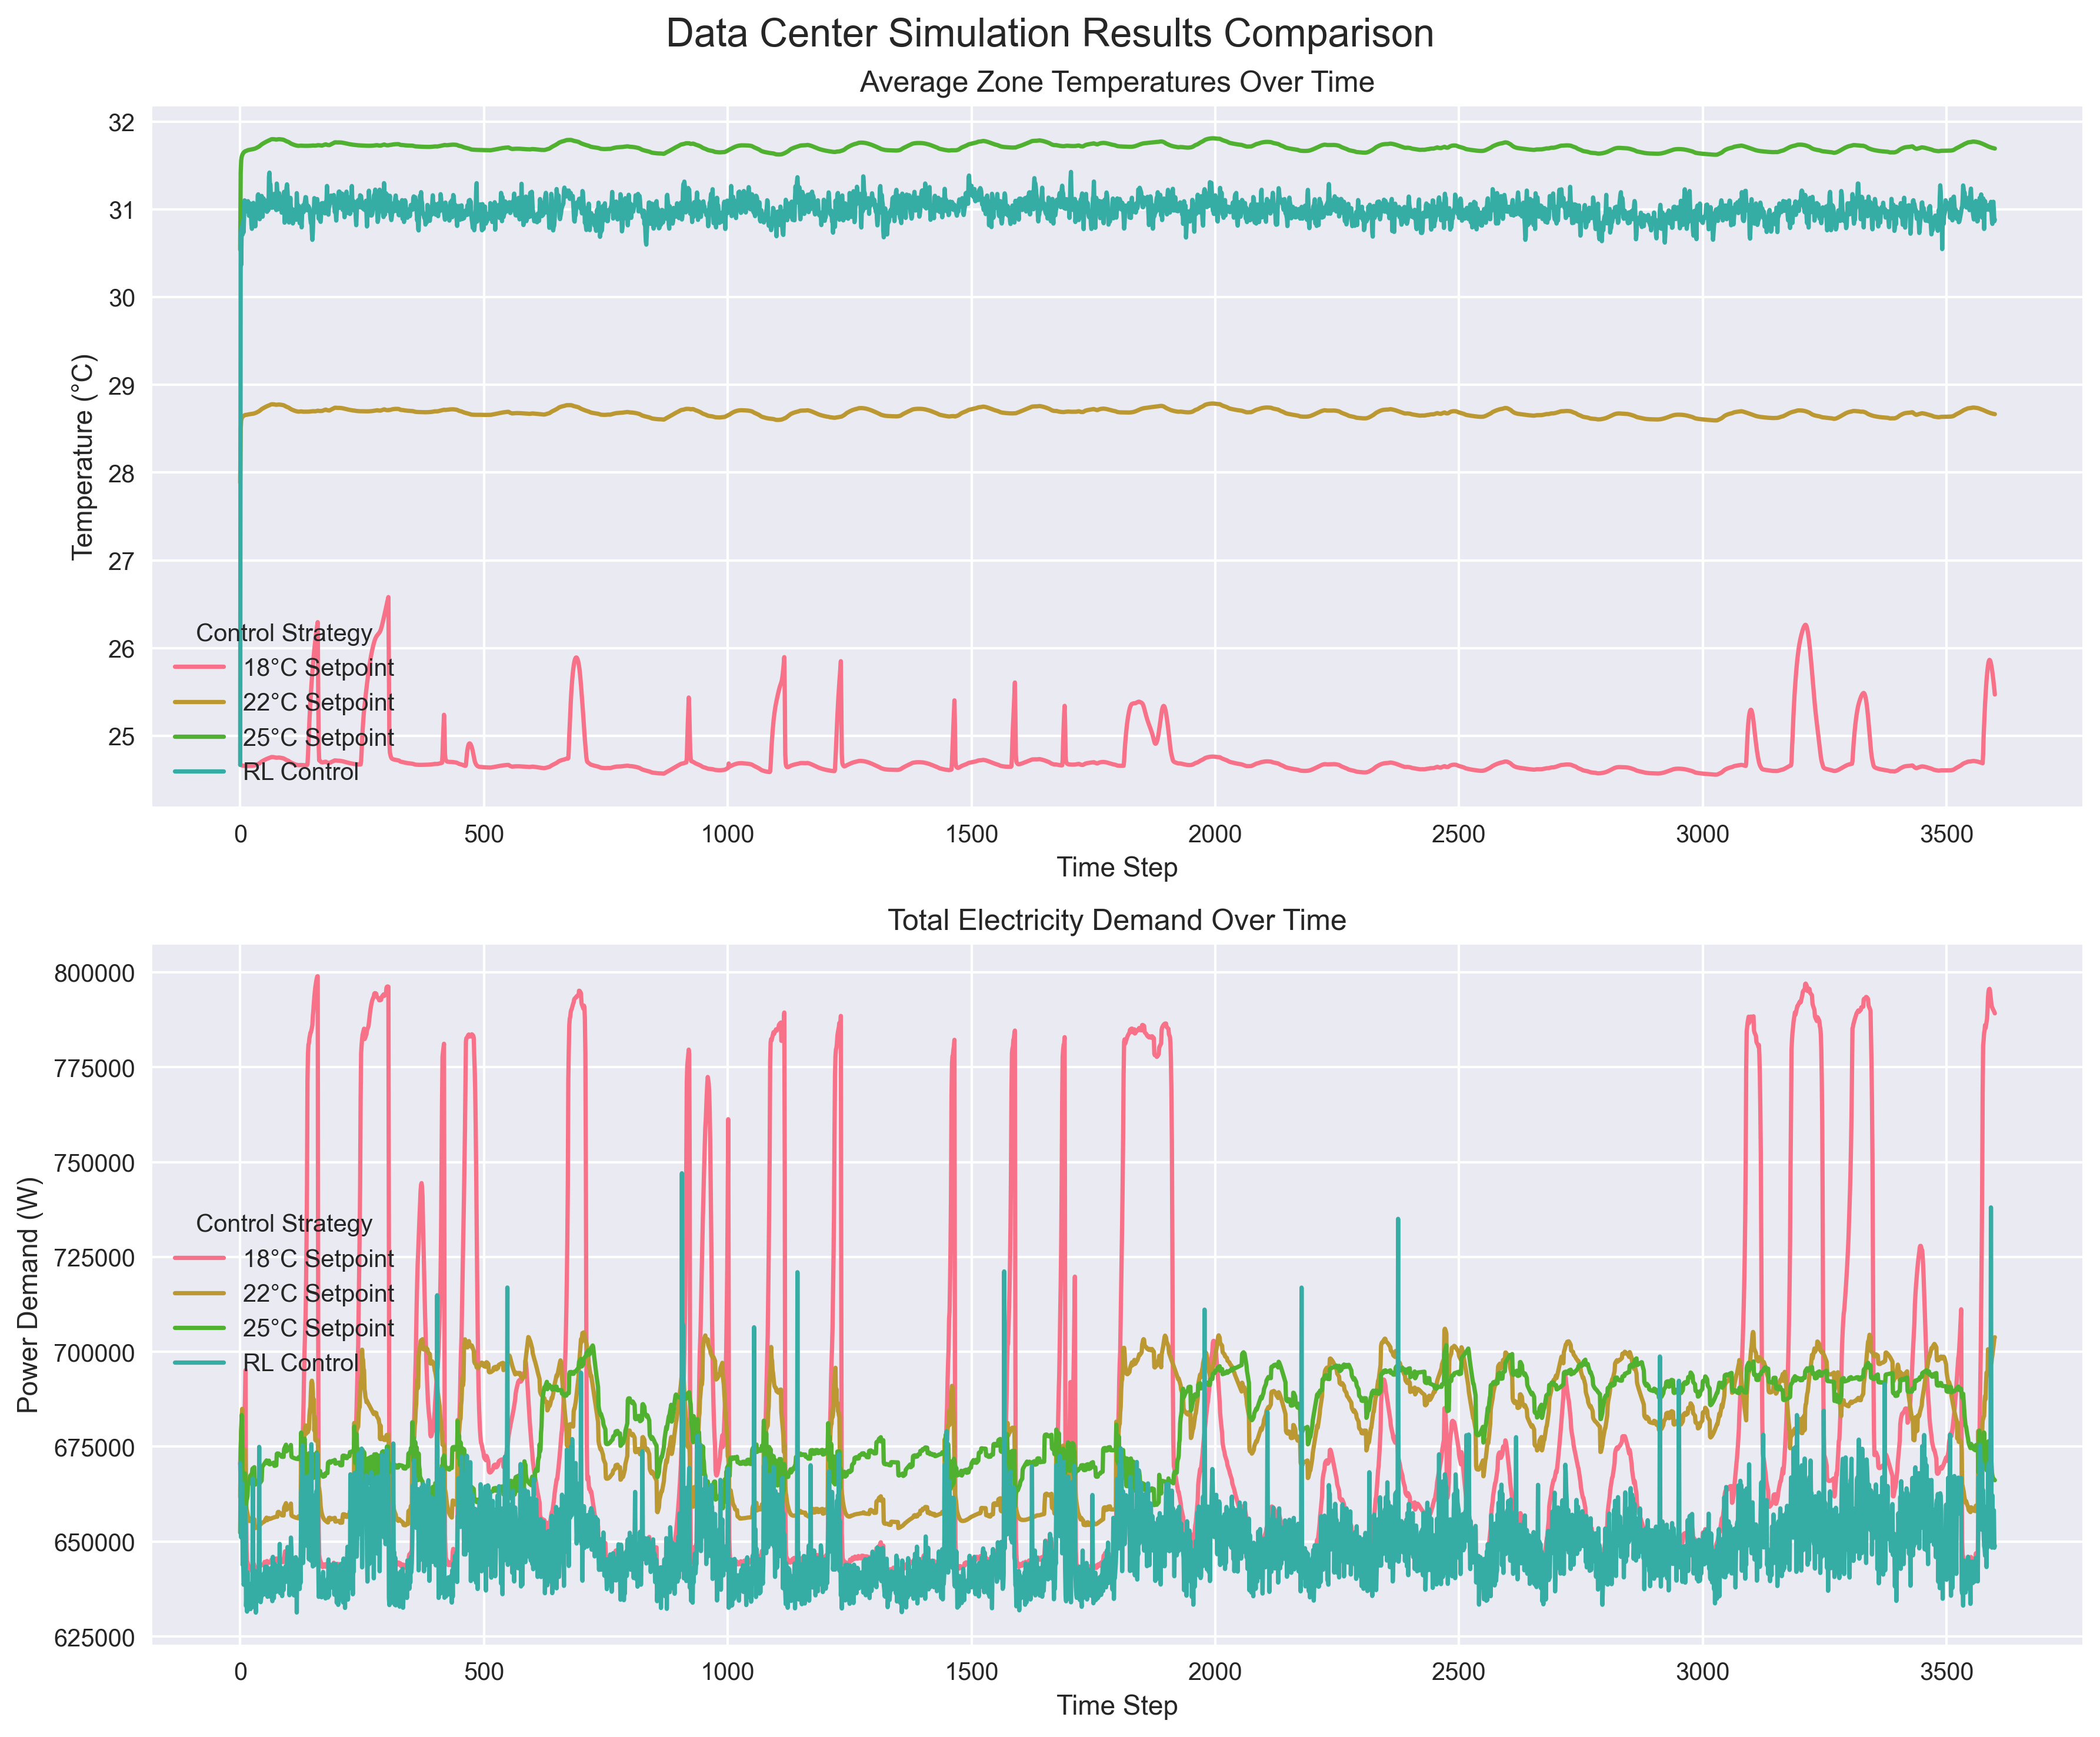 Data Center Simulation Results Comparison
Average Zone Temperatures Over Time
32
31
30
29
28
27
26
25
Temperature (°C)
Control Strategy
18°C Setpoint
22°C Setpoint
25°C Setpoint
RL Control
0 500 1000 1500 2000 2500 3000 3500
Time Step
Total Electricity Demand Over Time
800000
775000
750000
725000
700000
675000
650000
625000
Power Demand (W)
Control Strategy
18°C Setpoint
22°C Setpoint
25°C Setpoint
RL Control
0 500 1000 1500 2000 2500 3000 3500
Time Step